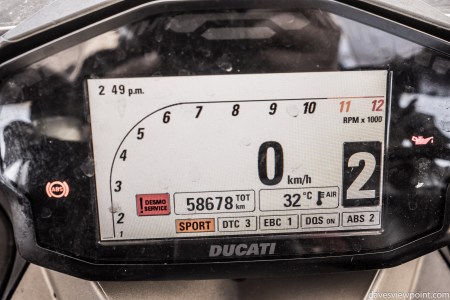 2 49 p.m.
1 2 3 4 5 6 7 8 9 10 11 12
RPM x 1000
0 km/h
2
! DESMO SERVICE
58678 TOT km
32 °C AIR
SPORT DTC 3 EBC 1 DQS ON ABS 2
ABS
DUCATI
davesviewpoint.com